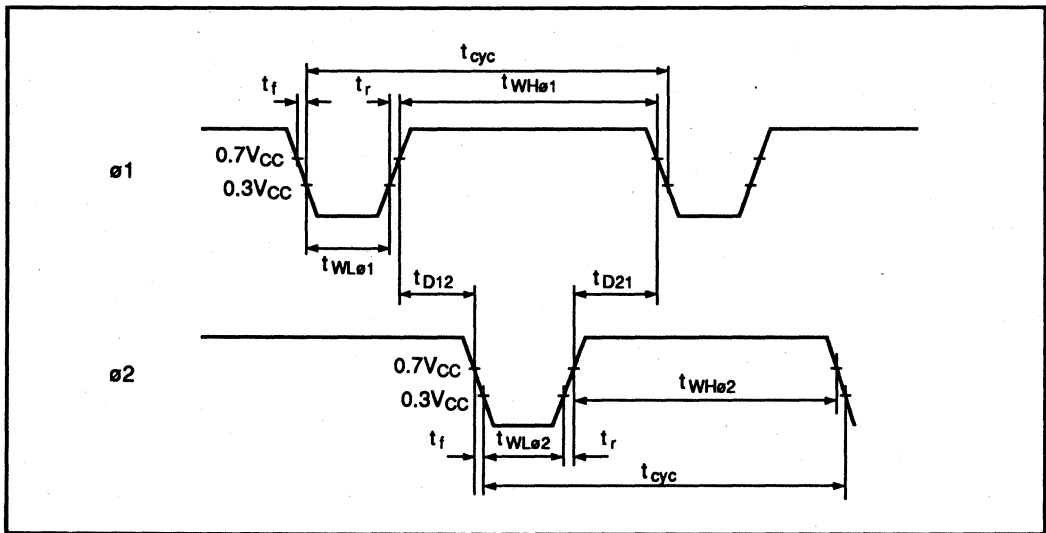 tcyc
tf
tr
tWHø1
0.7VCC
ø1
0.3VCC
tWLø1
tD12
tD21
0.7VCC
ø2
tWHø2
0.3VCC
tf
tWLø2
tr
tcyc